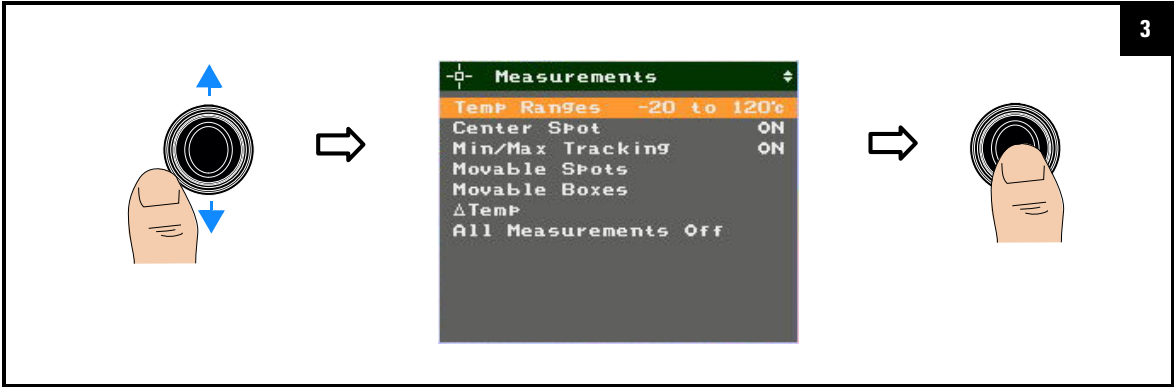 3
Measurements
Temp Ranges -20 to 120°c
Center Spot ON
Min/Max Tracking ON
Movable Spots
Movable Boxes
ΔTemp
All Measurements Off